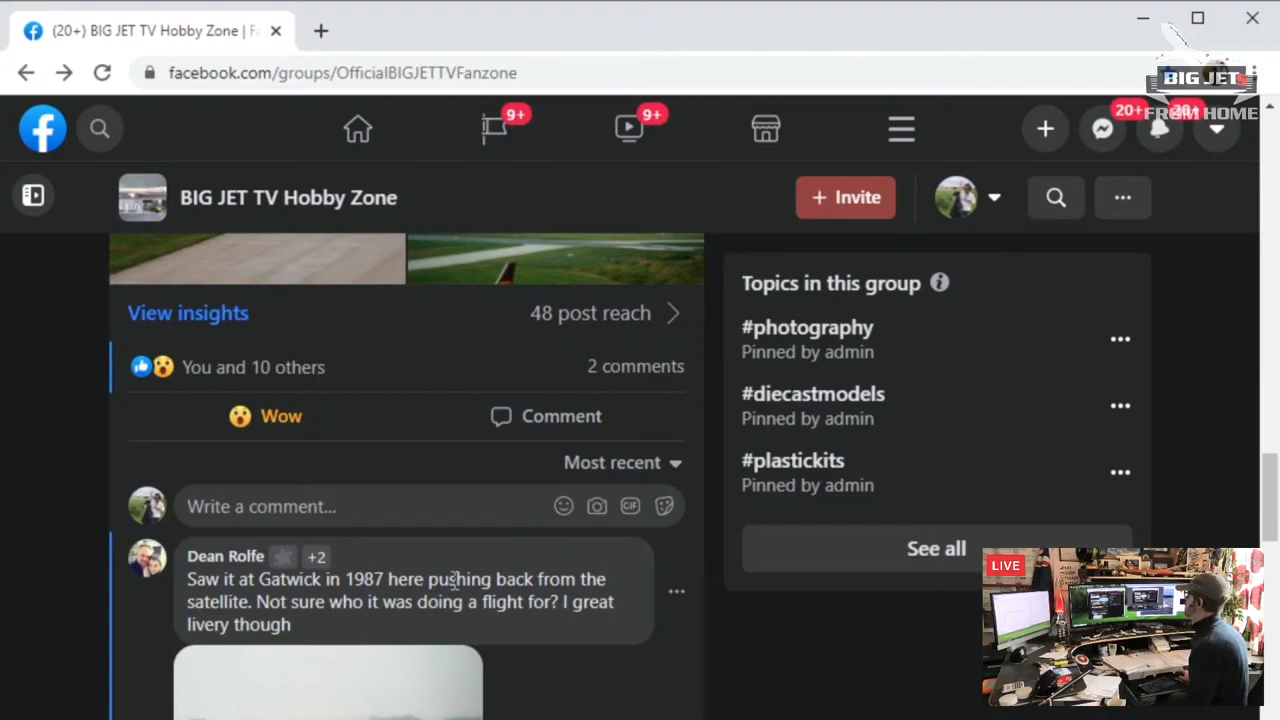 (20+) BIG JET TV Hobby Zone | F
facebook.com/groups/OfficialBIGJETTVFanzone
BIG JETs
FROM HOME
9+
9+
20+
20+
BIG JET TV Hobby Zone
+ Invite
View insights
48 post reach
You and 10 others
2 comments
Wow
Comment
Most recent
Write a comment...
GIF
Dean Rolfe +2
Saw it at Gatwick in 1987 here pushing back from the
satellite. Not sure who it was doing a flight for? I great
livery though
Topics in this group
#photography
Pinned by admin
#diecastmodels
Pinned by admin
#plastickits
Pinned by admin
See all
LIVE